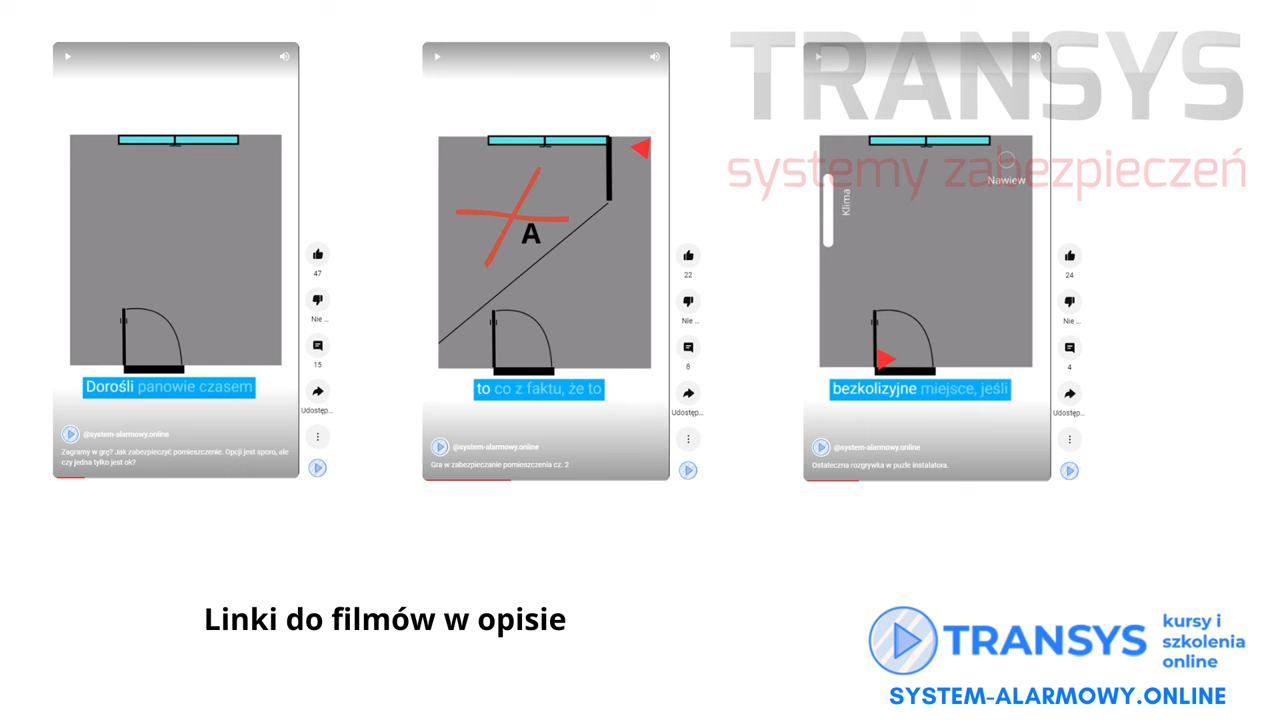 TRANSYS
systemy zabezpieczeń
47
Nie ...
15
Udostęp...
Dorośli panowie czasem
@system-alarmowy.online
Zagramy w grę? Jak zabezpieczyć pomieszczenie. Opcji jest sporo, ale
czy jedna tylko jest ok?
A
22
Nie ...
6
Udostęp...
to co z faktu, że to
@system-alarmowy.online
Gra w zabezpieczanie pomieszczenia cz. 2
Nawiew
Klima
24
Nie ...
4
Udostęp...
bezkolizyjne miejsce, jeśli
@system-alarmowy.online
Ostateczna rozgrywka w puzle instalatora.
Linki do filmów w opisie
TRANSYS
kursy i
szkolenia
online
SYSTEM-ALARMOWY.ONLINE